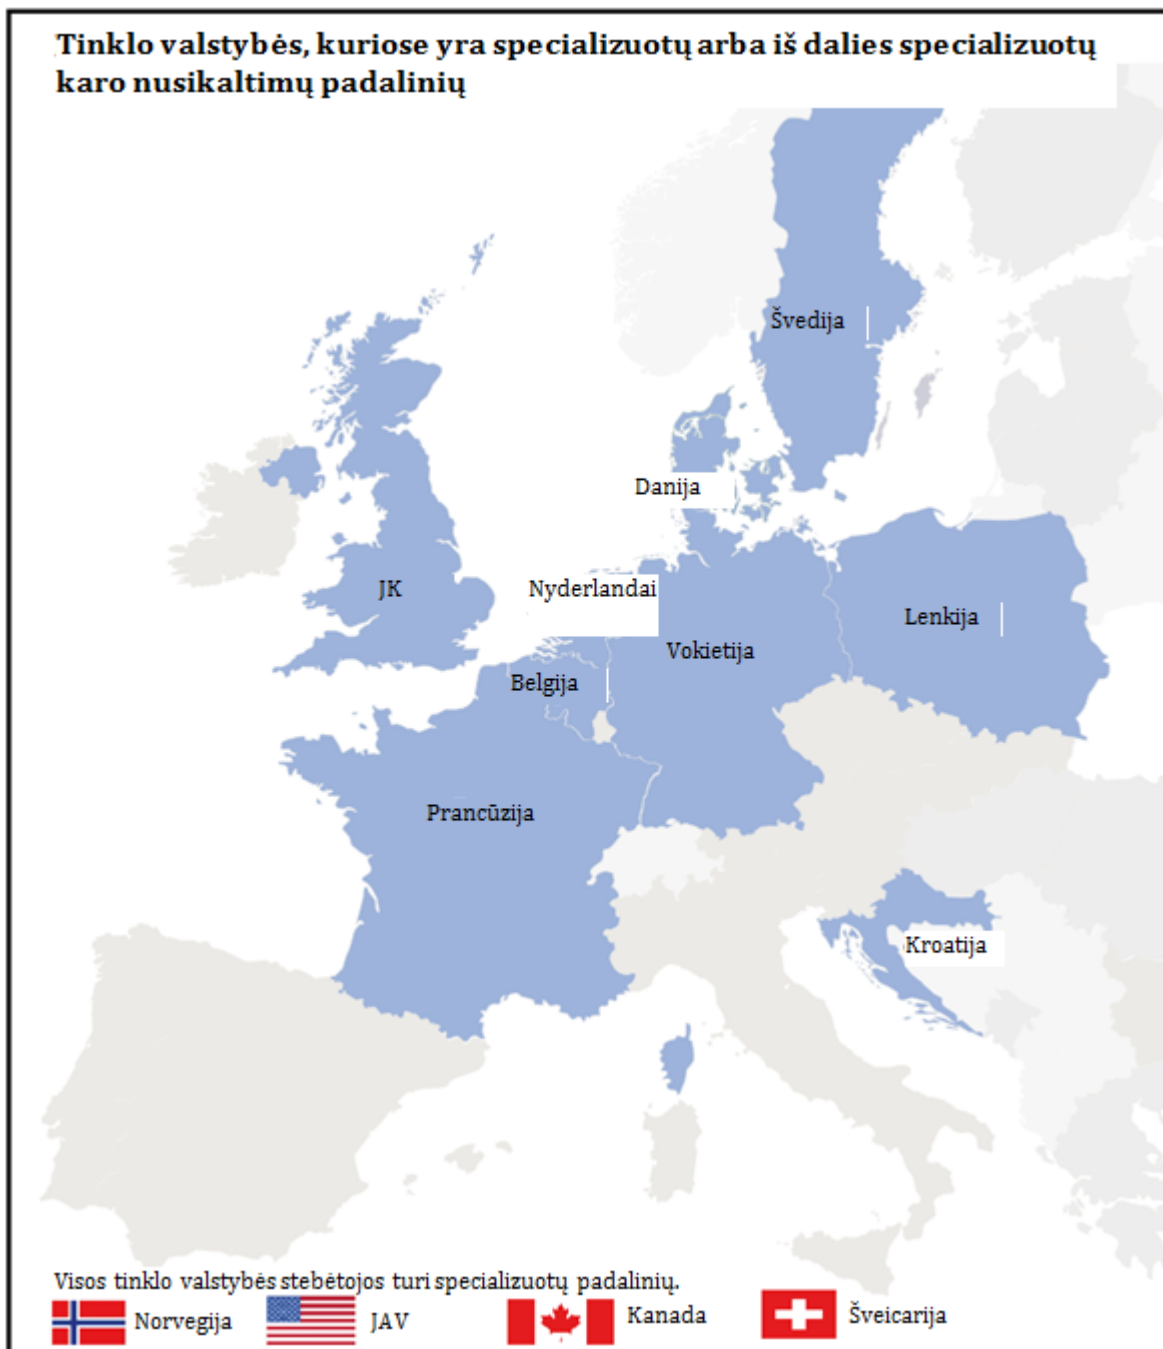 Tinklo valstybės, kuriose yra specializuotų arba iš dalies specializuotų
karo nusikaltimų padalinių
Švedija
Danija
JK
Nyderlandai
Lenkija
Vokietija
Belgija
Prancūzija
Kroatija
Visos tinklo valstybės stebėtojos turi specializuotų padalinių.
Norvegija JAV Kanada Šveicarija